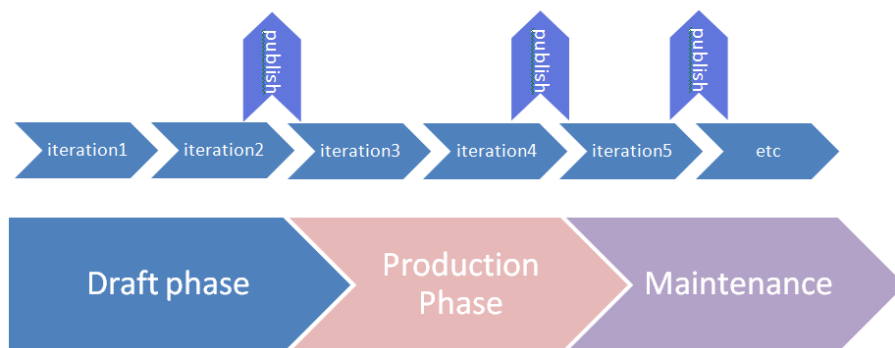 publish
publish
publish
iteration1
iteration2
iteration3
iteration4
iteration5
etc
Draft phase
Production
Phase
Maintenance